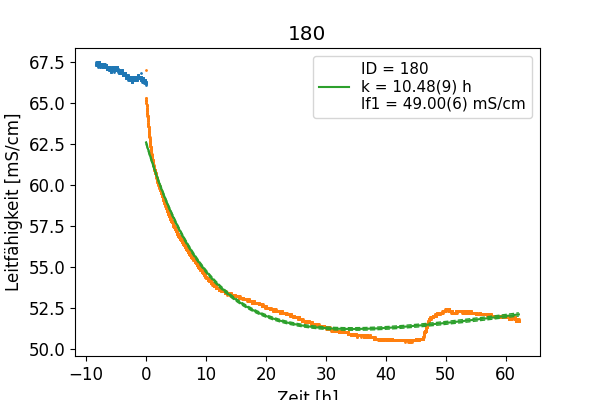 180
ID = 180
k = 10.48(9) h
lf1 = 49.00(6) mS/cm
Leitfähigkeit [mS/cm]
67.5
65.0
62.5
60.0
57.5
55.0
52.5
50.0
−10 0 10 20 30 40 50 60
Zeit [h]